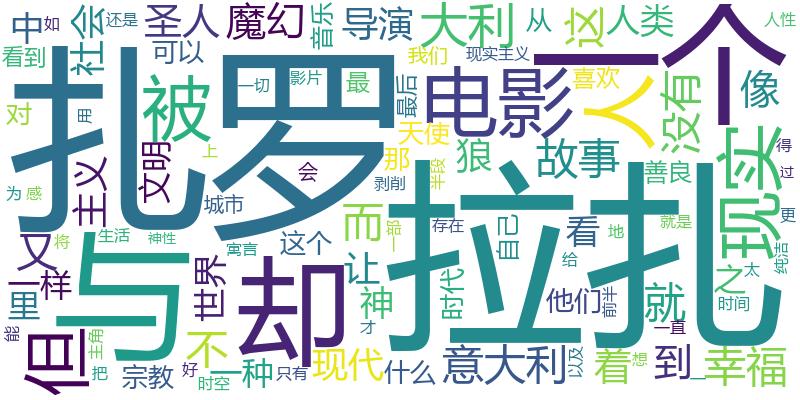 中 如 社会 还是 圣人 魔幻 音乐 导演 大利 从 这 人类 人性
看到 可以 我们 现实主义 一个
对 扎罗 被 一切 影片 最 最后 电影 喜欢 人 没有 像
用 主义 文明 天使 那 狼 故事 善良 现实 得
为 感 上 会 剥削 半段 过
又 将 生活 神性 城市 寓言 这个 而 拉扎 存在 自己 看 地 就是 更
一样 与 世界 却 让 一部 时代 给 他们 前半 之 太 纯洁
里 神 就 时间
但 能 主角 不 才 一直
把 宗教 好 时空 一种 只有 现代 什么 意大利 以及 着 想 到 一 幸福